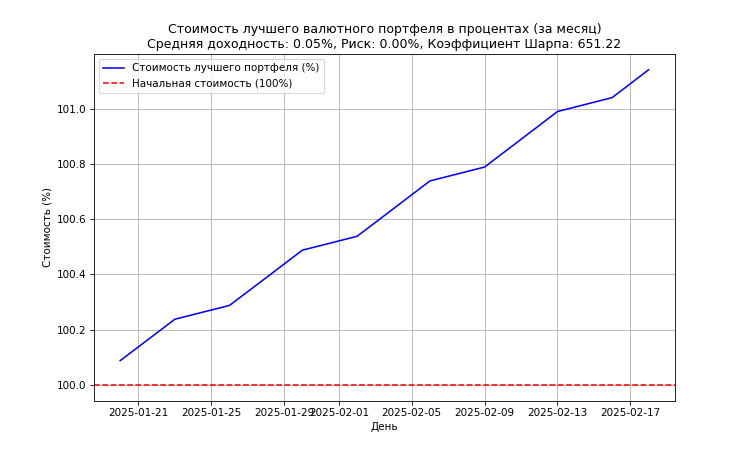 Стоимость лучшего валютного портфеля в процентах (за месяц)
Средняя доходность: 0.05%, Риск: 0.00%, Коэффициент Шарпа: 651.22
Стоимость лучшего портфеля (%)
Начальная стоимость (100%)
Стоимость (%)
101.0
100.8
100.6
100.4
100.2
100.0
2025-01-21 2025-01-25 2025-01-29 2025-02-01 2025-02-05 2025-02-09 2025-02-13 2025-02-17
День